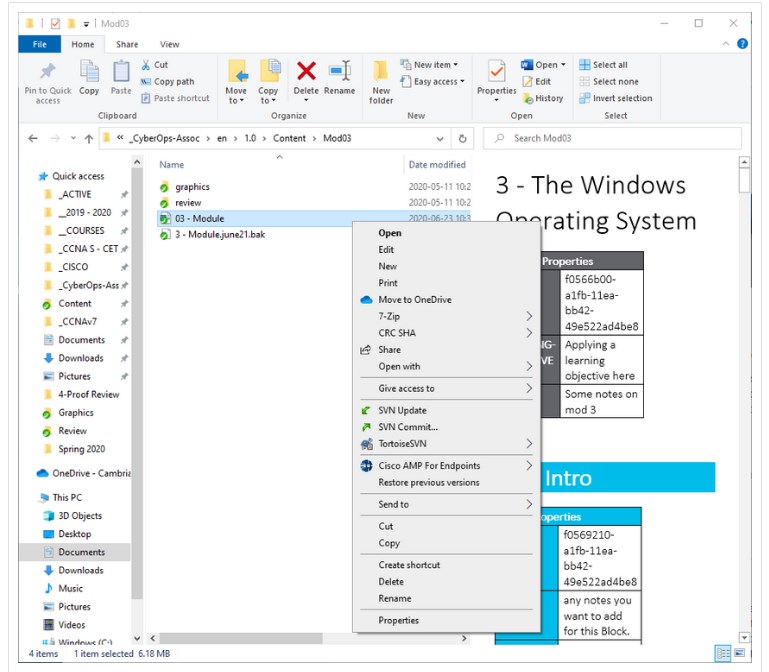 Mod03
File Home Share View
Pin to Quick access
Copy
Paste
Cut
Copy path
Paste shortcut
Clipboard
Move to
Copy to
Delete
Rename
Organize
New folder
New item
Easy access
New
Properties
Open
Edit
History
Open
Select all
Select none
Invert selection
Select
« _CyberOps-Assoc > en > 1.0 > Content > Mod03
Search Mod03
Quick access
_ACTIVE
__2019 - 2020
__COURSES
_CCNA S - CET
_CISCO
_CyberOps-Ass
Content
_CCNAv7
Documents
Downloads
Pictures
4-Proof Review
Graphics
Review
Spring 2020
OneDrive - Cambria
This PC
3D Objects
Desktop
Documents
Downloads
Music
Pictures
Videos
Windows (C:)
Name Date modified
graphics 2020-05-11 10:2
review 2020-05-11 10:2
03 - Module 2020-06-23 10:3
3 - Module.june21.bak
Open
Edit
New
Print
Move to OneDrive
7-Zip
CRC SHA
Share
Open with
Give access to
SVN Update
SVN Commit...
TortoiseSVN
Cisco AMP For Endpoints
Restore previous versions
Send to
Cut
Copy
Create shortcut
Delete
Rename
Properties
3 - The Windows
Operating System
Properties
f0566b00-
a1fb-11ea-
bb42-
49e522ad4be8
NG-
VE
Applying a
learning
objective here
Some notes on
mod 3
Intro
operties
f0569210-
a1fb-11ea-
bb42-
49e522ad4be8
any notes you
want to add
for this Block.
4 items 1 item selected 6.18 MB